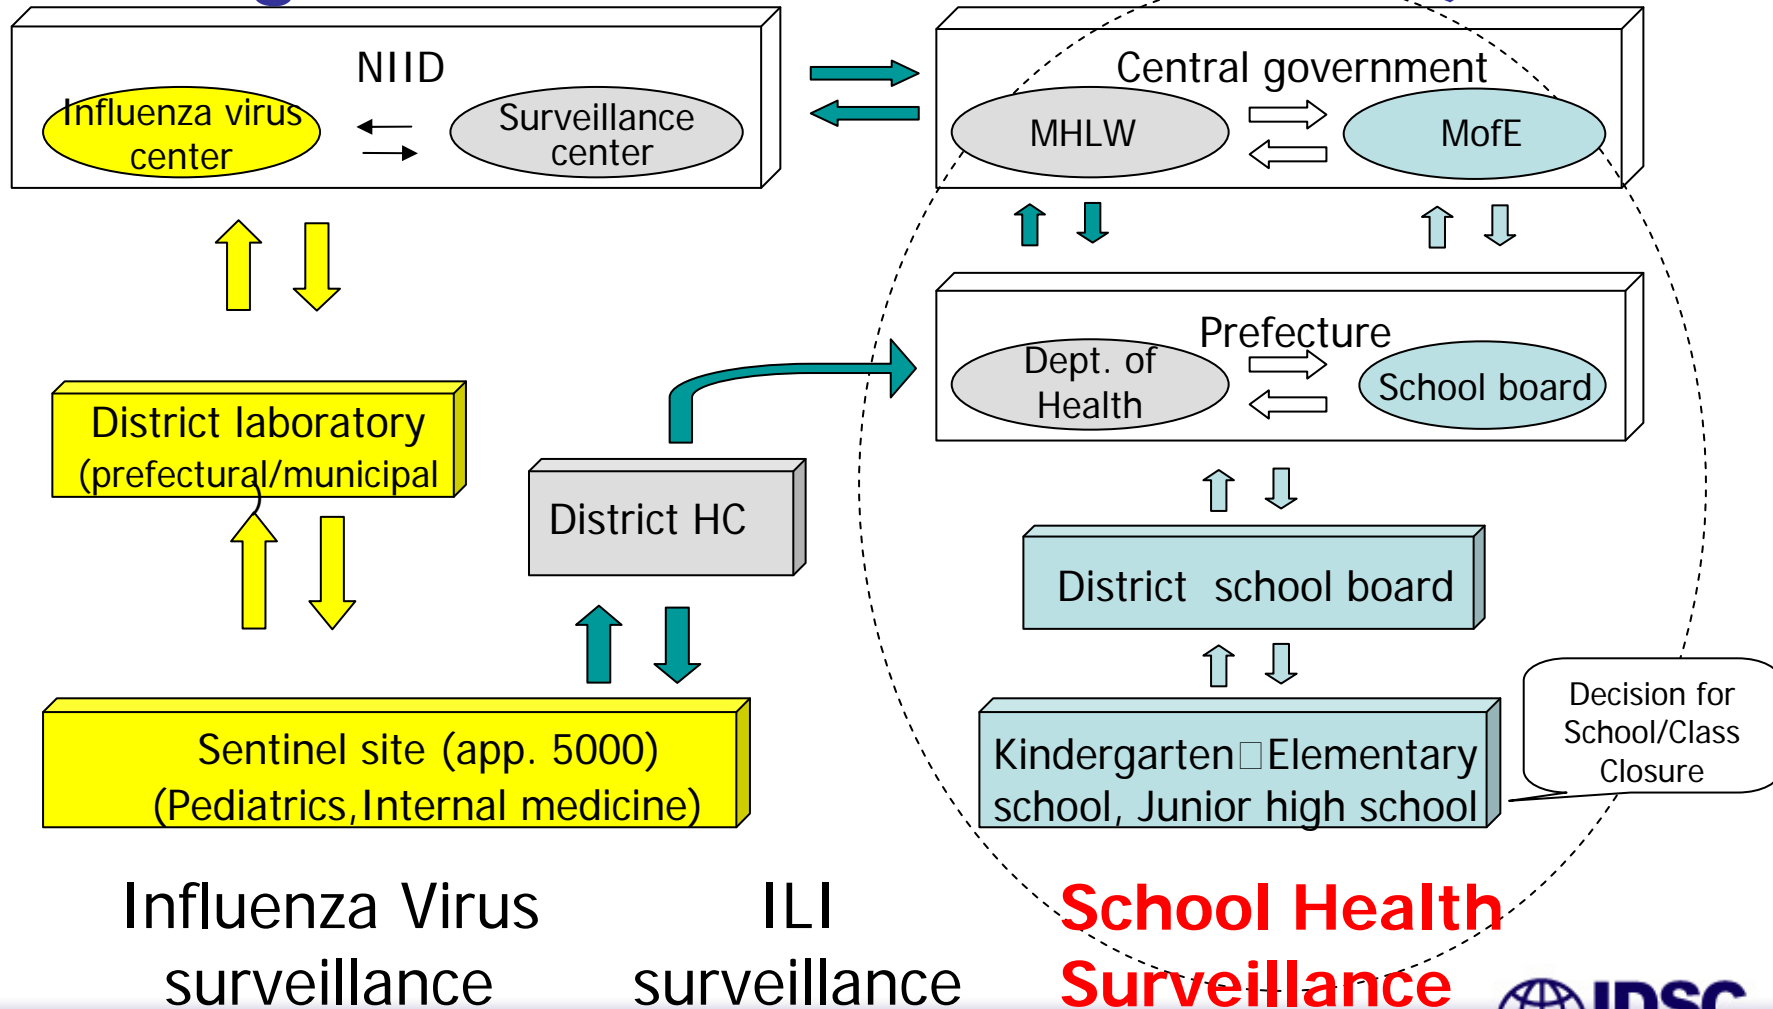 NIID
Influenza virus
center
Surveillance
center
Central government
MHLW
MofE
Prefecture
Dept. of
Health
School board
District laboratory
(prefectural/municipal
)
District HC
District school board
Sentinel site (app. 5000)
(Pediatrics,Internal medicine)
Kindergarten□Elementary
school, Junior high school
Decision for
School/Class
Closure
Influenza Virus
surveillance
ILI
surveillance
School Health
Surveillance
IDSC